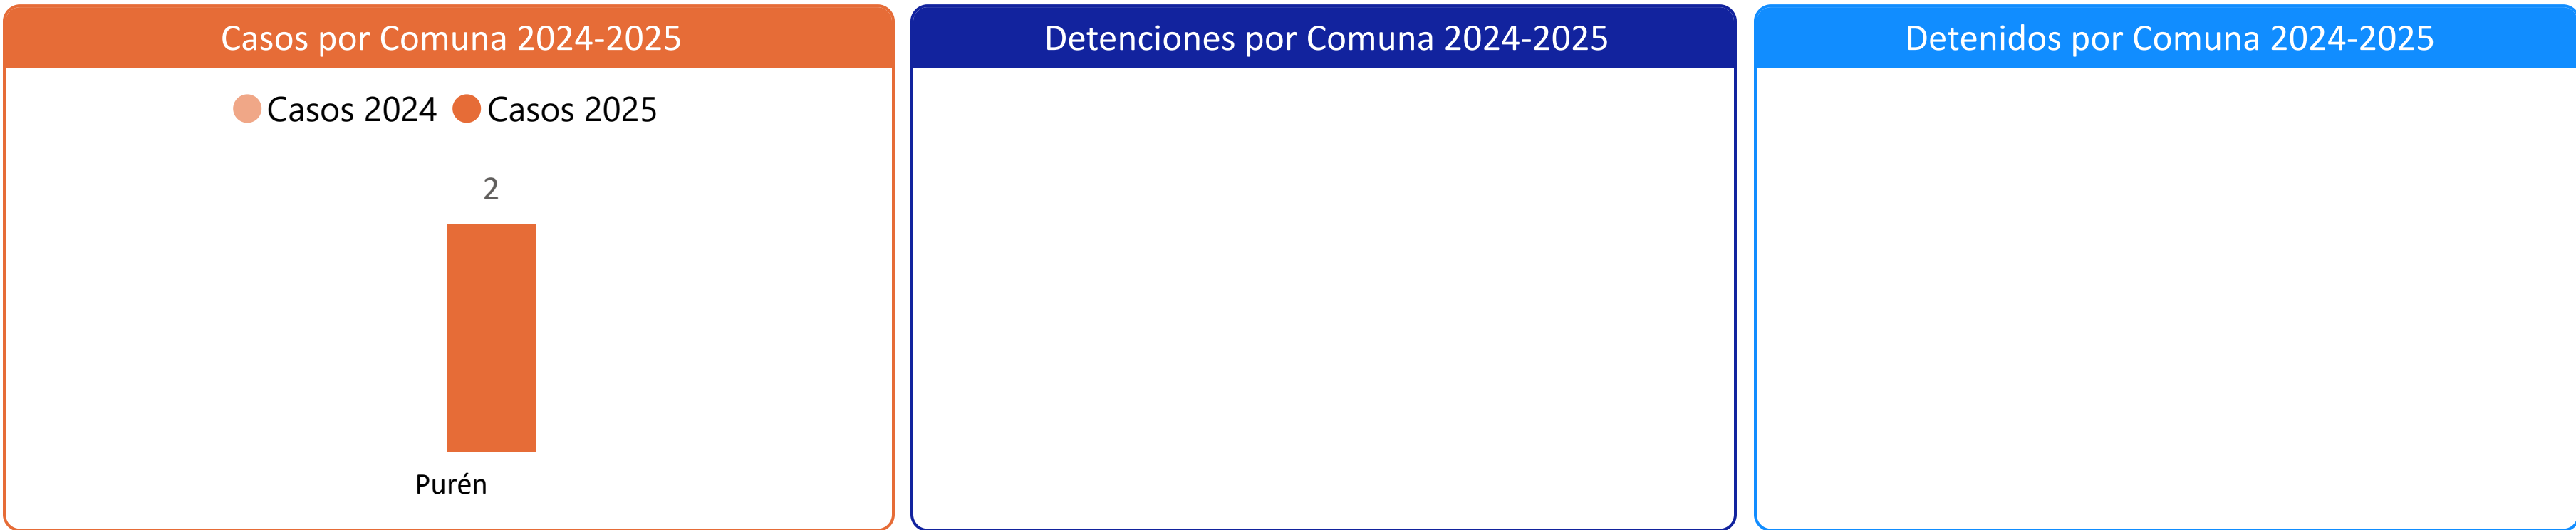 Casos por Comuna 2024-2025
Casos 2024 Casos 2025
2
Purén
Detenciones por Comuna 2024-2025
Detenidos por Comuna 2024-2025